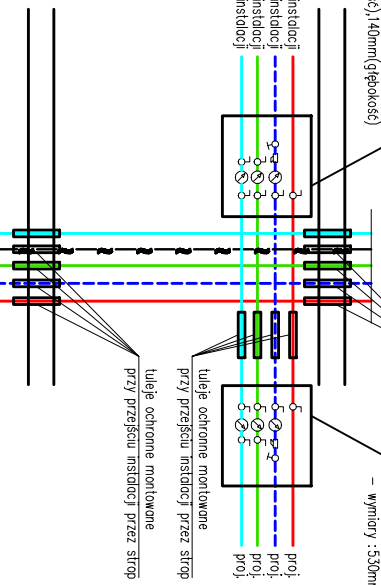 ść),140mm(głębokość)
instalacji
instalacji
instalacji
instalacji
- wymiary :530mm
proj.
proj.
proj.
proj.
tuleje ochronne montowane
przy przejściu instalacji przez strop
tuleje ochronne montowane
przy przejściu instalacji przez strop